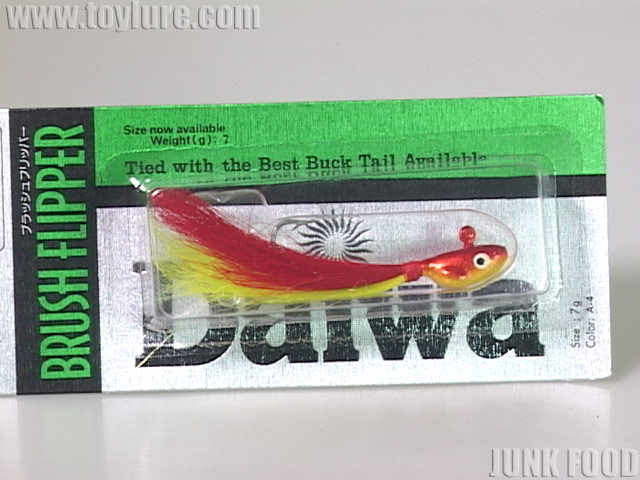 www.toylure.com
ブラッシュフリッパー
BRUSH FLIPPER
Size now available
Weight(g): 7
Tied with the Best Buck Tail Available
Daiwa
Size: 7g
Color: A-4
JUNK FOOD